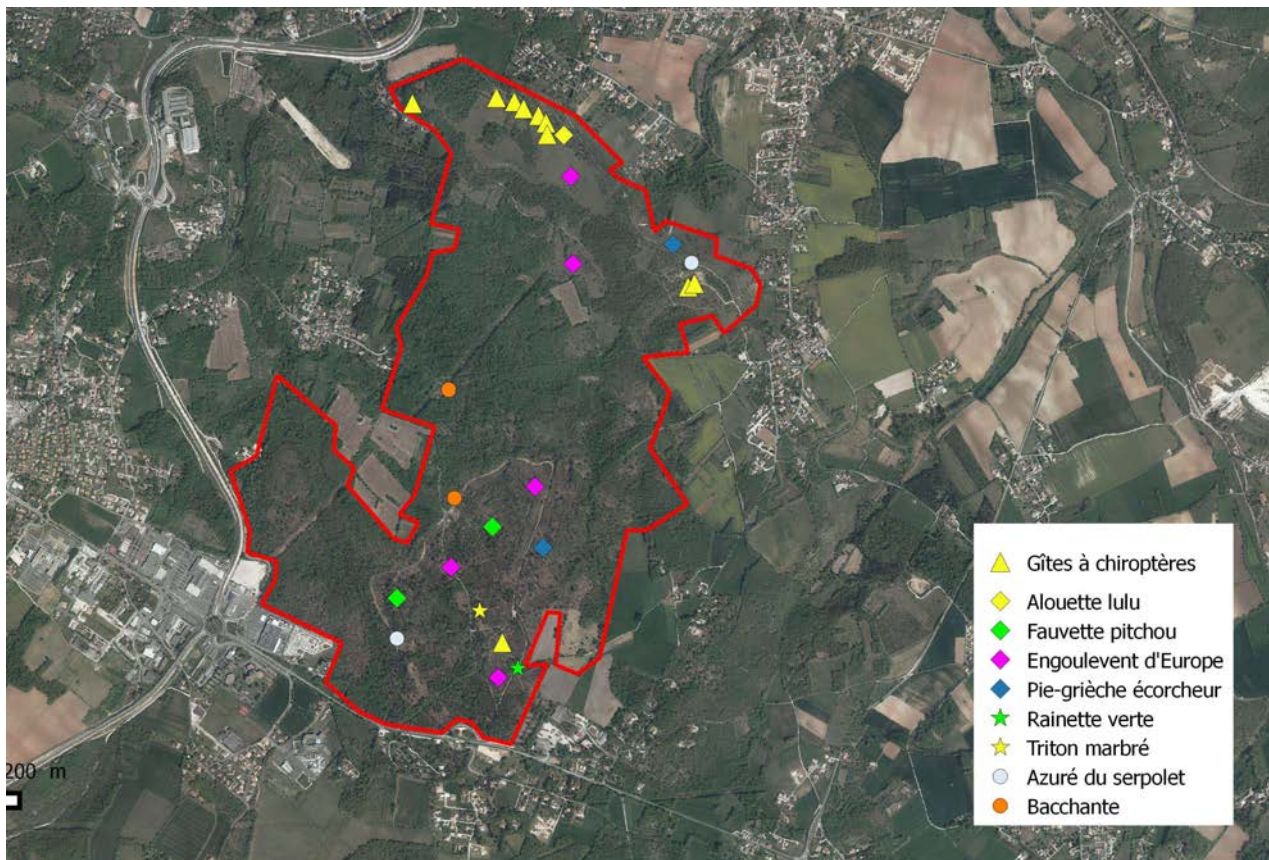 Gîtes à chiroptères
Alouette lulu
Fauvette pitchou
Engoulevent d'Europe
Pie-grièche écorcheur
Rainette verte
Triton marbré
Azuré du serpolet
Bacchante
200 m